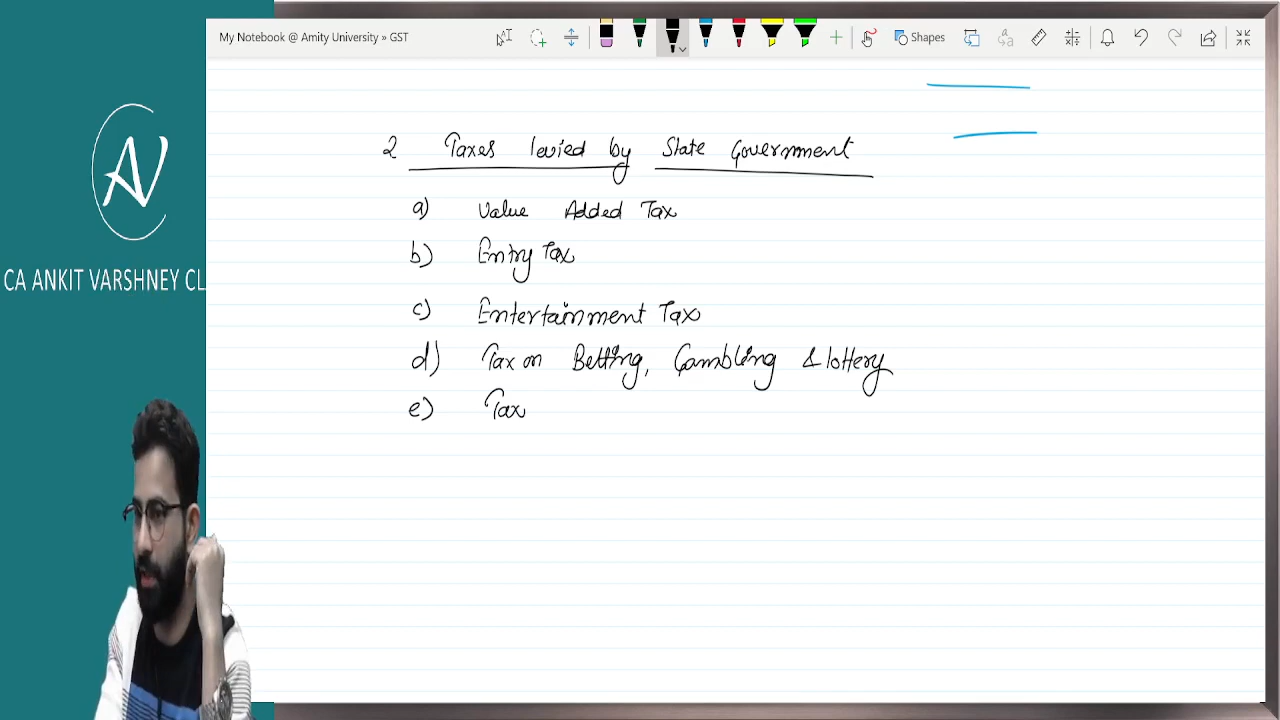 My Notebook @ Amity University » GST
Shapes
AV
CA ANKIT VARSHNEY CL
2 Taxes levied by State Government
a) Value Added Tax
b) Entry Tax
c) Entertainment Tax
d) Tax on Betting, Gambling & lottery
e) Tax